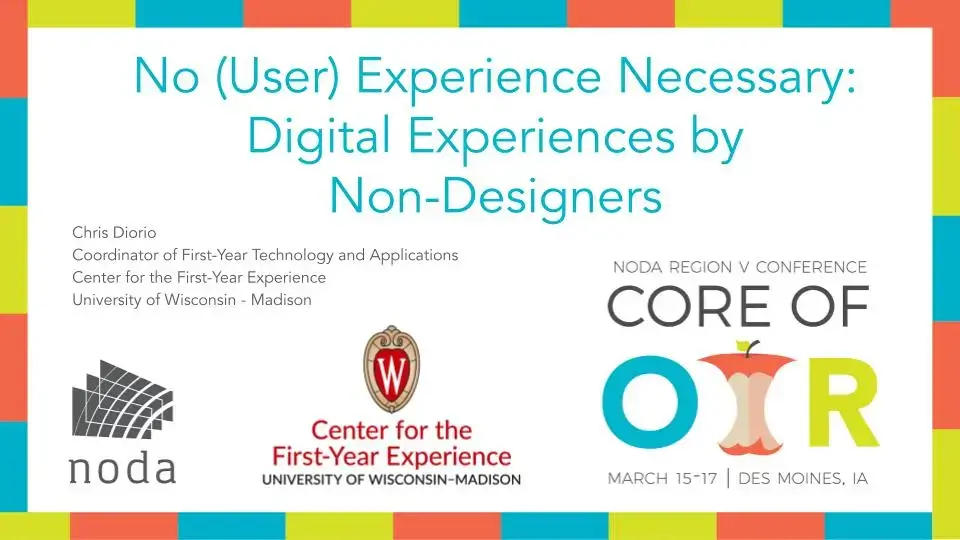 No (User) Experience Necessary:
Digital Experiences by
Non-Designers
Chris Diorio
Coordinator of First-Year Technology and Applications
Center for the First-Year Experience
University of Wisconsin - Madison
noda
W
Center for the
First-Year Experience
UNIVERSITY OF WISCONSIN–MADISON
NODA REGION V CONFERENCE
CORE OF
OTR
MARCH 15-17 | DES MOINES, IA